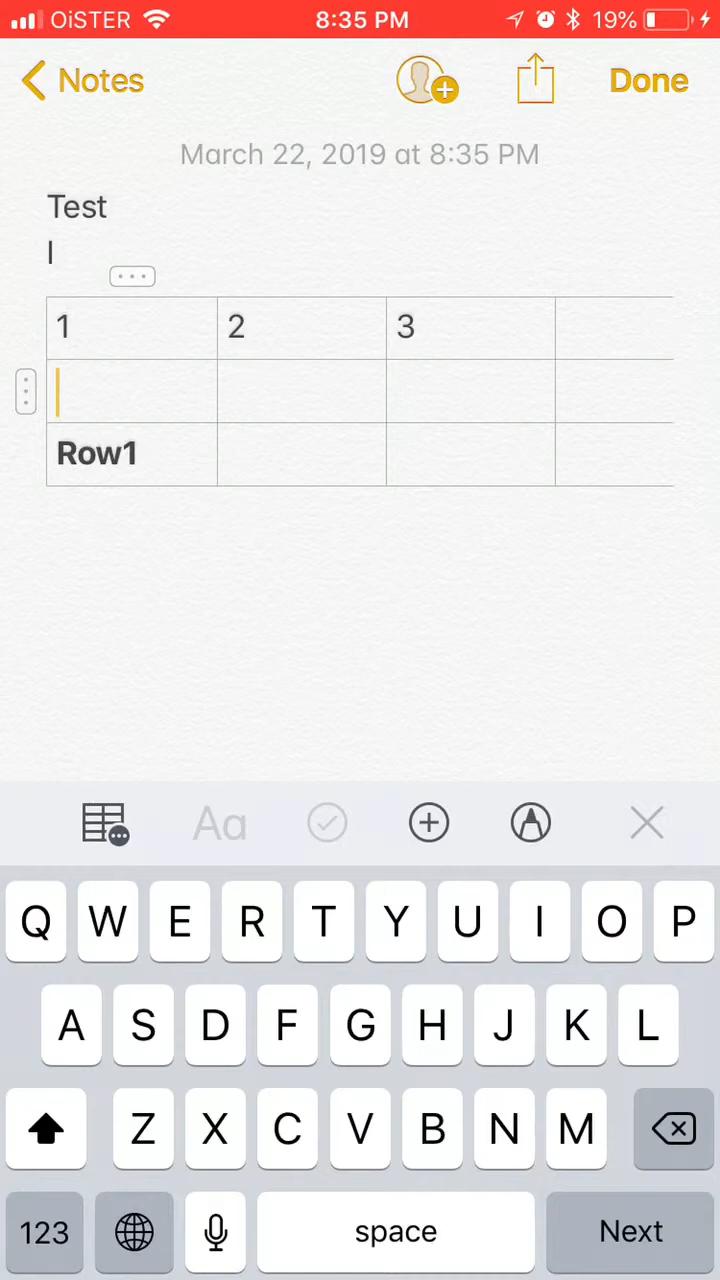 OiSTER 8:35 PM 19%
Notes Done
March 22, 2019 at 8:35 PM
Test
I
1 2 3
Row1
Aa
Q W E R T Y U I O P
A S D F G H J K L
Z X C V B N M
123 space Next